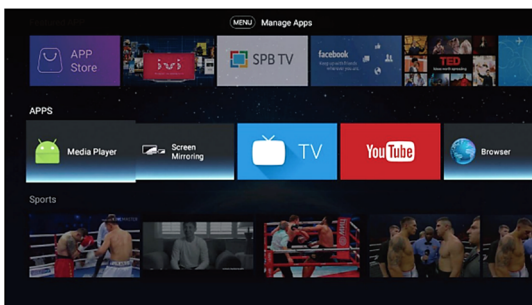 MENU Manage Apps
APP
Store
SPB TV
facebook
TED
APPS
Media Player
Screen
Mirroring
TV
YouTube
Browser
Sports